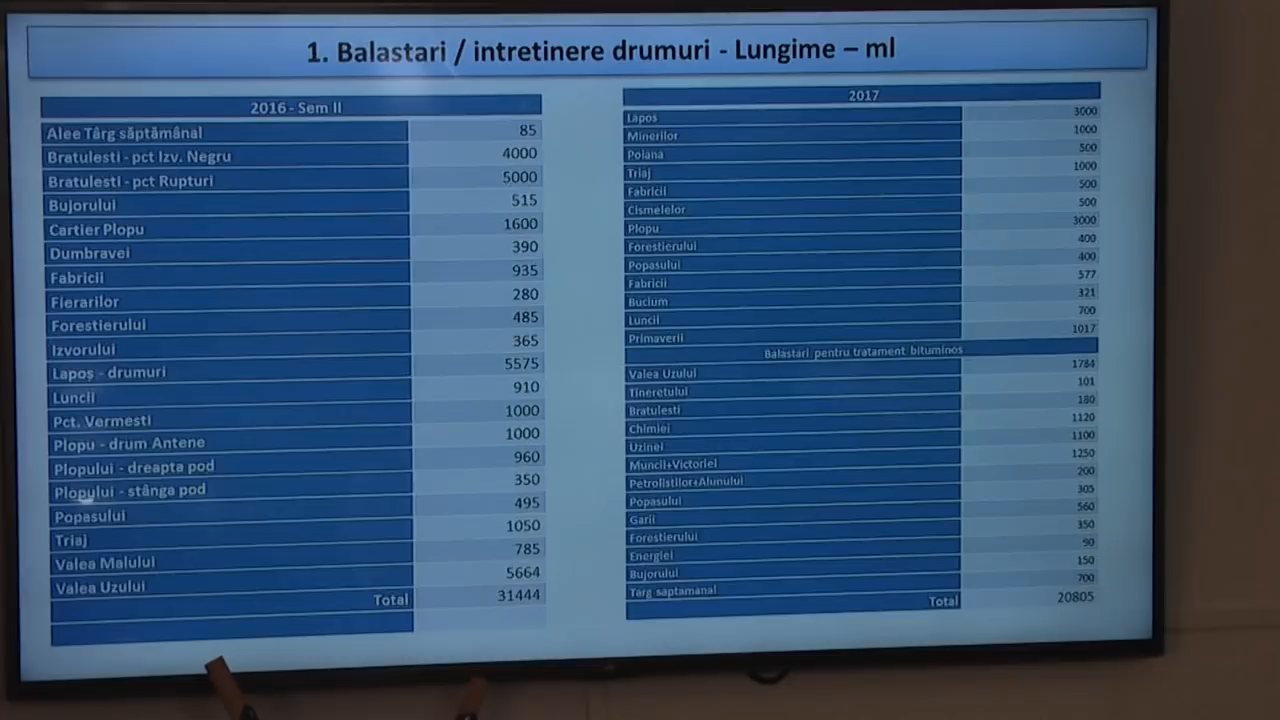 1. Balastari / intretinere drumuri - Lungime – ml
2016 - Sem II
Alee Târg săptămânal 85
Bratulesti - pct Izv. Negru 4000
Bratulesti - pct Rupturi 5000
Bujorului 515
Cartier Plopu 1600
Dumbravei 390
Fabricii 935
Fierarilor 280
Forestierului 485
Izvorului 365
Lapoș - drumuri 5575
Luncii 910
Pct. Vermesti 1000
Plopu - drum Antene 1000
Plopului - dreapta pod 960
Plopului - stânga pod 350
Popasului 495
Triaj 1050
Valea Malului 785
Valea Uzului 5664
Total 31444
2017
Lapos 3000
Minerilor 1000
Poiana 500
Triaj 1000
Fabricii 500
Cismelelor 500
Plopu 3000
Forestierului 400
Popasului 400
Fabricii 577
Bucium 321
Luncii 700
Primaverii 1017
Balastari pentru tratament bituminos
Valea Uzului 1784
Tineretului 101
Bratulesti 180
Chimiei 1120
Uzinei 1100
Muncii+Victoriei 1250
Petrolistilor+Alunului 200
Popasului 305
Garii 560
Forestierului 350
Energiei 90
Bujorului 150
Targ saptamanal 700
Total 20805